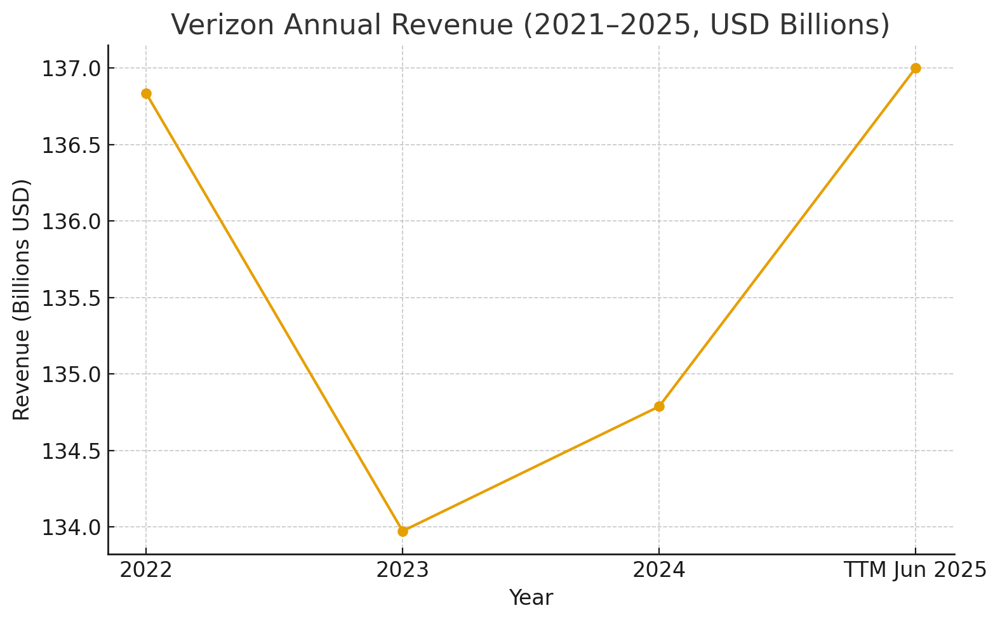 Verizon Annual Revenue (2021–2025, USD Billions)
Revenue (Billions USD)
137.0
136.5
136.0
135.5
135.0
134.5
134.0
2022 2023 2024 TTM Jun 2025
Year